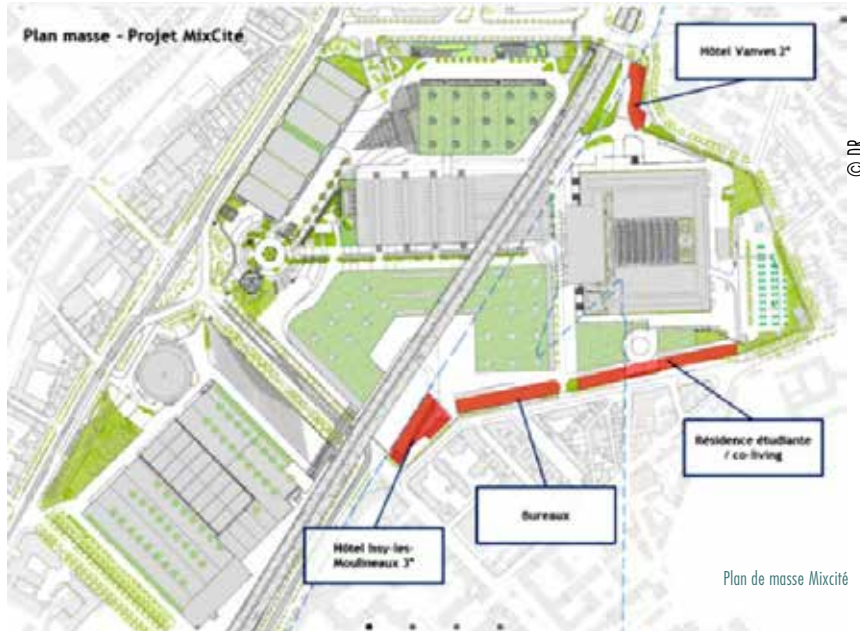 Plan masse - Projet MixCité
Hôtel Vanves 2*
© DR
Résidence étudiante
/ co-living
Bureaux
Hôtel Issy-les-
Moulineaux 3*
Plan de masse Mixcité